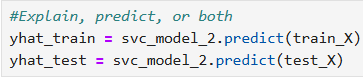 #Explain, predict, or both
yhat_train = svc_model_2.predict(train_X)
yhat_test = svc_model_2.predict(test_X)